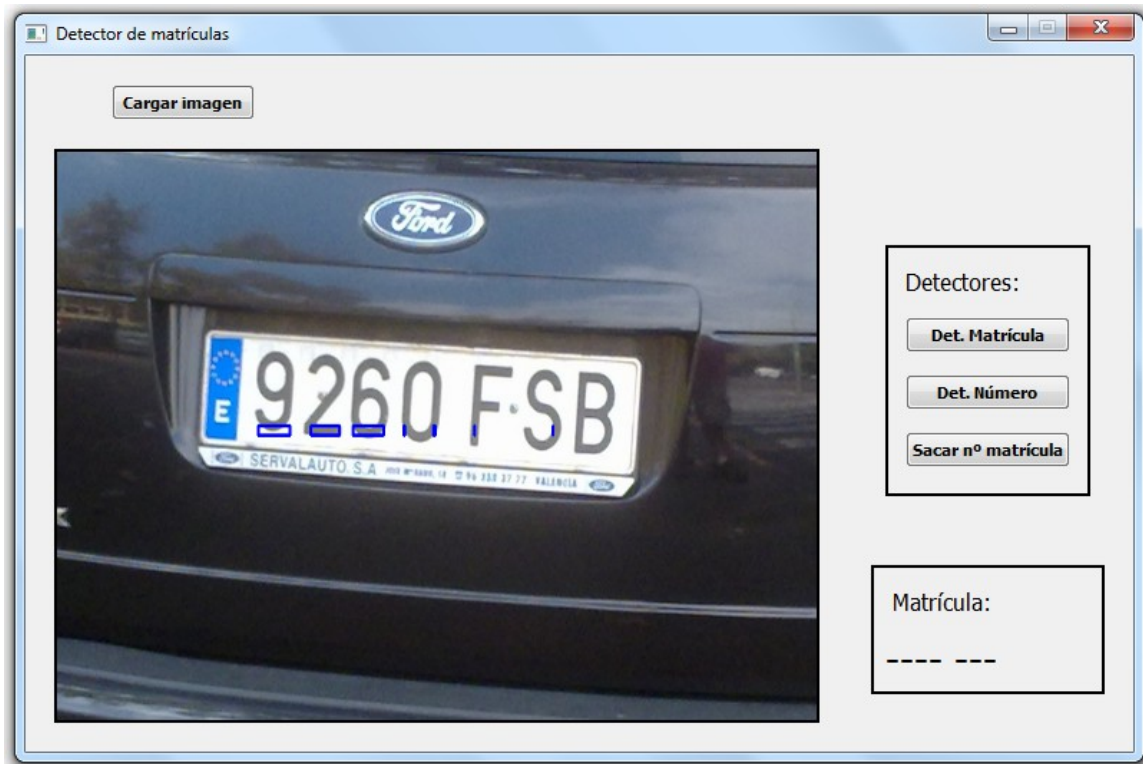 Detector de matrículas
Cargar imagen
Ford
9260 FSB
E
SERVALAUTO. S.A
VALENCIA
Detectores:
Det. Matrícula
Det. Número
Sacar nº matrícula
Matrícula:
---- ---